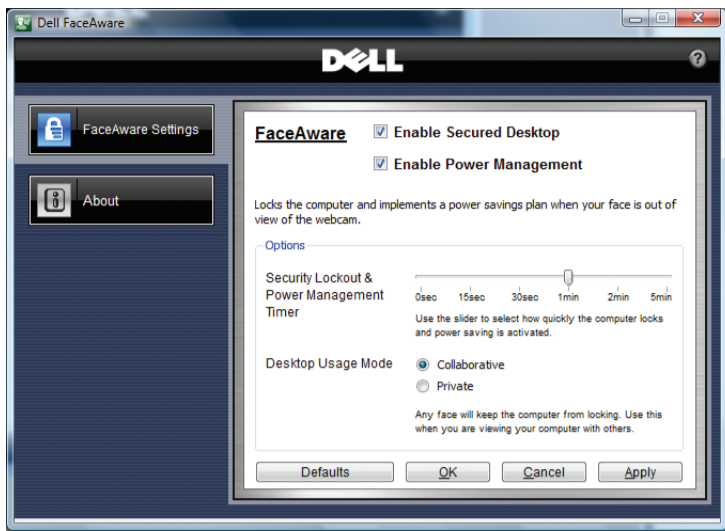 Dell FaceAware
DELL
?
FaceAware Settings
About
FaceAware
Enable Secured Desktop
Enable Power Management
Locks the computer and implements a power savings plan when your face is out of
view of the webcam.
Options
Security Lockout &
Power Management
Timer
0sec 15sec 30sec 1min 2min 5min
Use the slider to select how quickly the computer locks
and power saving is activated.
Desktop Usage Mode
Collaborative
Private
Any face will keep the computer from locking. Use this
when you are viewing your computer with others.
Defaults OK Cancel Apply